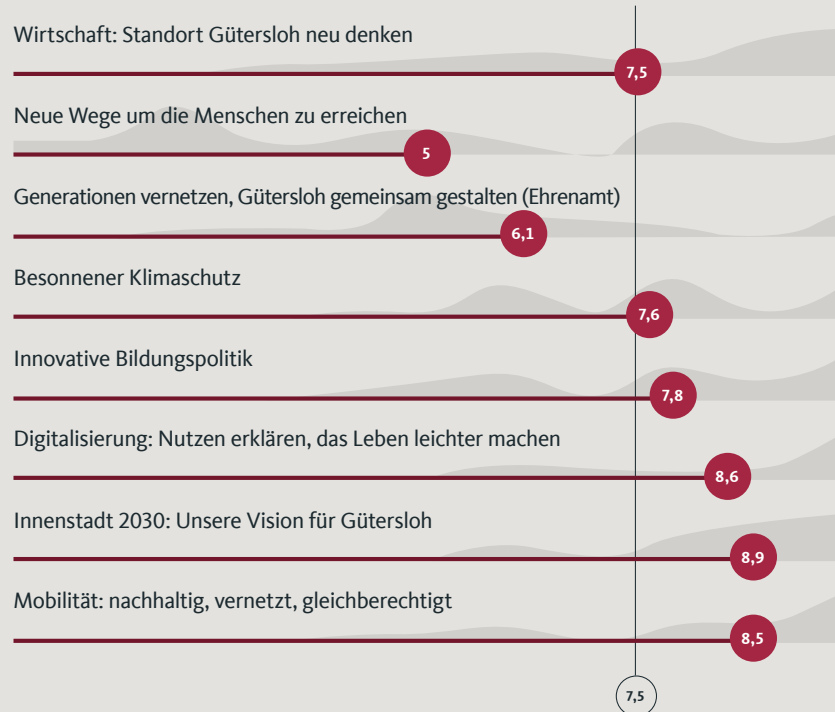 Wirtschaft: Standort Gütersloh neu denken
7,5
Neue Wege um die Menschen zu erreichen
5
Generationen vernetzen, Gütersloh gemeinsam gestalten (Ehrenamt)
6,1
Besonnener Klimaschutz
7,6
Innovative Bildungspolitik
7,8
Digitalisierung: Nutzen erklären, das Leben leichter machen
8,6
Innenstadt 2030: Unsere Vision für Gütersloh
8,9
Mobilität: nachhaltig, vernetzt, gleichberechtigt
8,5
7,5